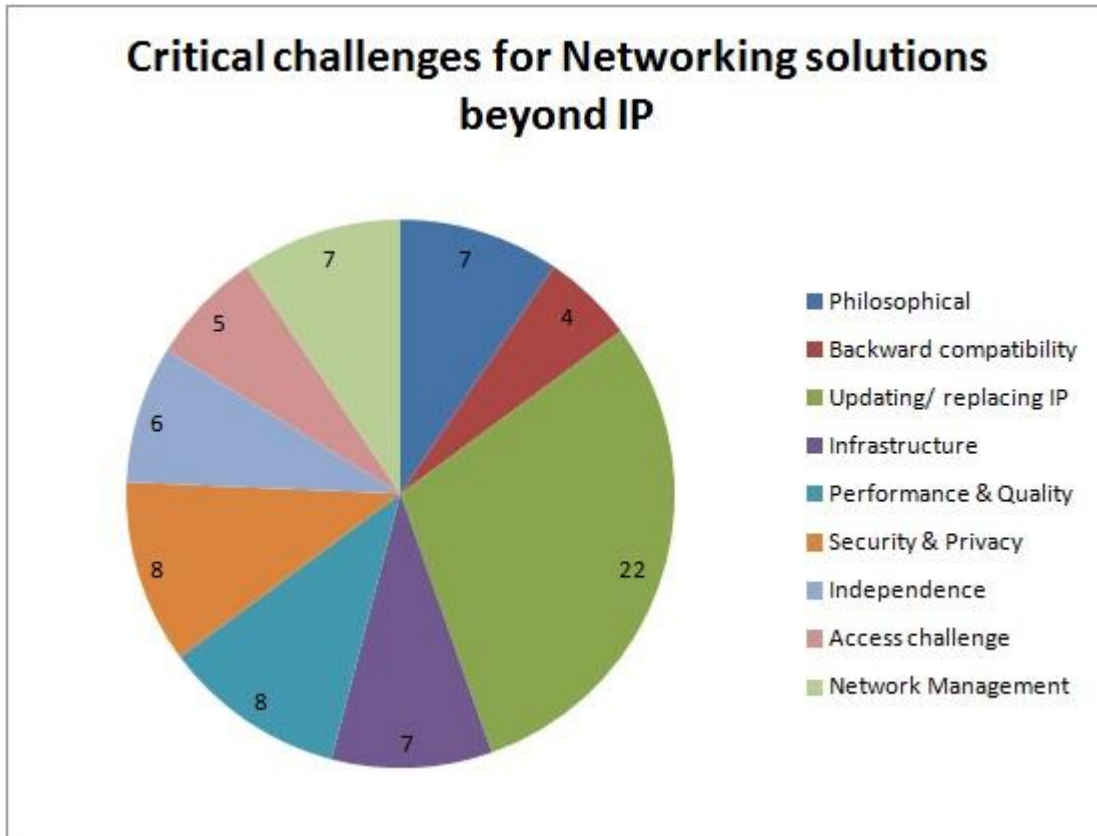 Critical challenges for Networking solutions
beyond IP
7
4
22
7
8
8
6
5
7
Philosophical
Backward compatibility
Updating/ replacing IP
Infrastructure
Performance & Quality
Security & Privacy
Independence
Access challenge
Network Management